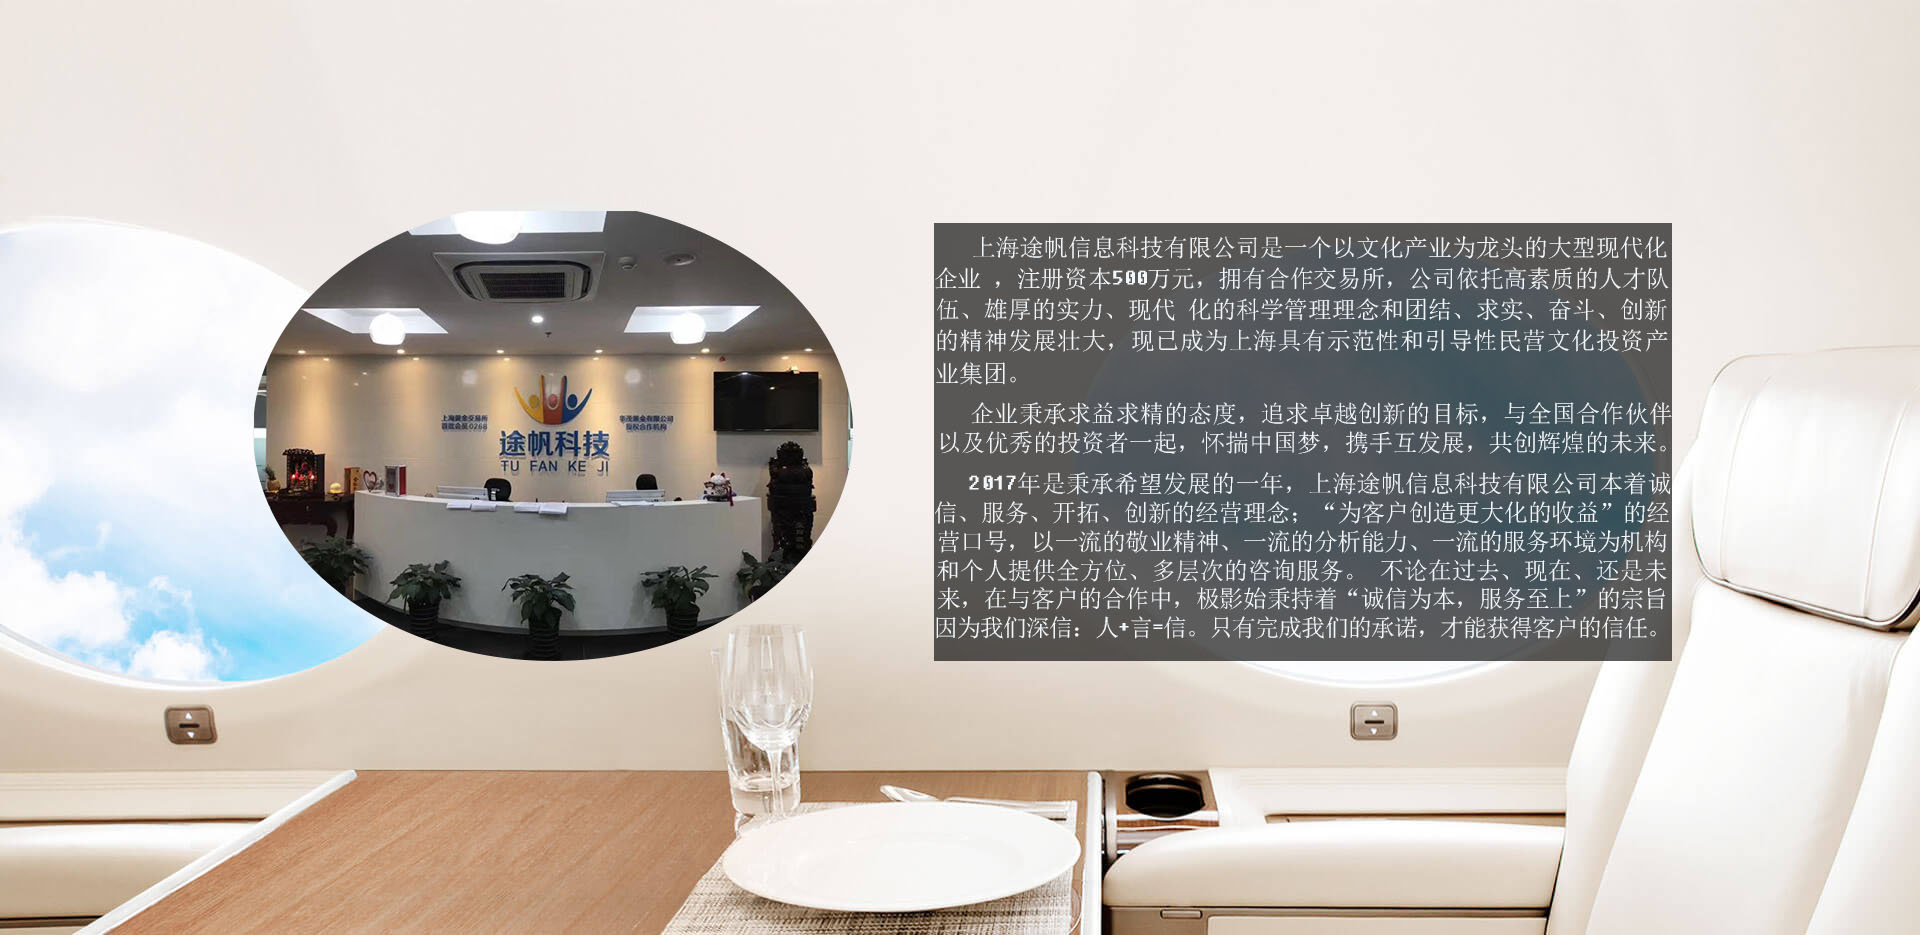 上海黄金交易所
途帆科技
TU FAN KE JI
上海途帆信息科技有限公司是一个以文化产业为龙头的大型现代化
企业 ，注册资本500万元，拥有合作交易所，公司依托高素质的人才队
伍、雄厚的实力、现代 化的科学管理理念和团结、求实、奋斗、创新
的精神发展壮大，现已成为上海具有示范性和引导性民营文化投资产
业集团。
企业秉承求益求精的态度，追求卓越创新的目标，与全国合作伙伴
以及优秀的投资者一起，怀揣中国梦，携手互发展，共创辉煌的未来。
2017年是秉承希望发展的一年，上海途帆信息科技有限公司本着诚
信、服务、开拓、创新的经营理念；“为客户创造更大化的收益”的经
营口号，以一流的敬业精神、一流的分析能力、一流的服务环境为机构
和个人提供全方位、多层次的咨询服务。 不论在过去、现在、还是未
来，在与客户的合作中，极影始秉持着“诚信为本，服务至上”的宗旨
因为我们深信：人+言=信。只有完成我们的承诺，才能获得客户的信任。